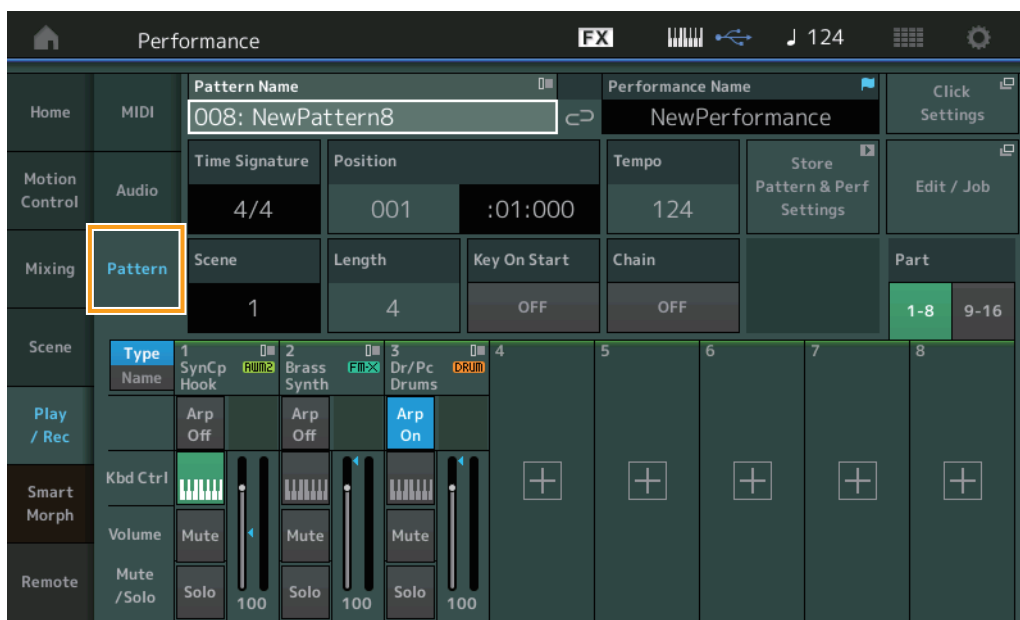 Performance FX 124
Home
Motion Control
Mixing
Scene
Play / Rec
Smart Morph
Remote
MIDI
Audio
Pattern
Pattern Name
008: NewPattern8
Performance Name
NewPerformance
Click Settings
Time Signature
4/4
Position
001 :01:000
Tempo
124
Store Pattern & Perf Settings
Edit / Job
Scene
1
Length
4
Key On Start
OFF
Chain
OFF
Part
1-8 9-16
Type
Name
1
SynCp AWM2
Hook
2
Brass FM-X
Synth
3
Dr/Pc DRUM
Drums
4 5 6 7 8
Arp Off
Arp Off
Arp On
Kbd Ctrl
Volume
Mute Mute Mute
Mute /Solo
Solo 100 Solo 100 Solo 100